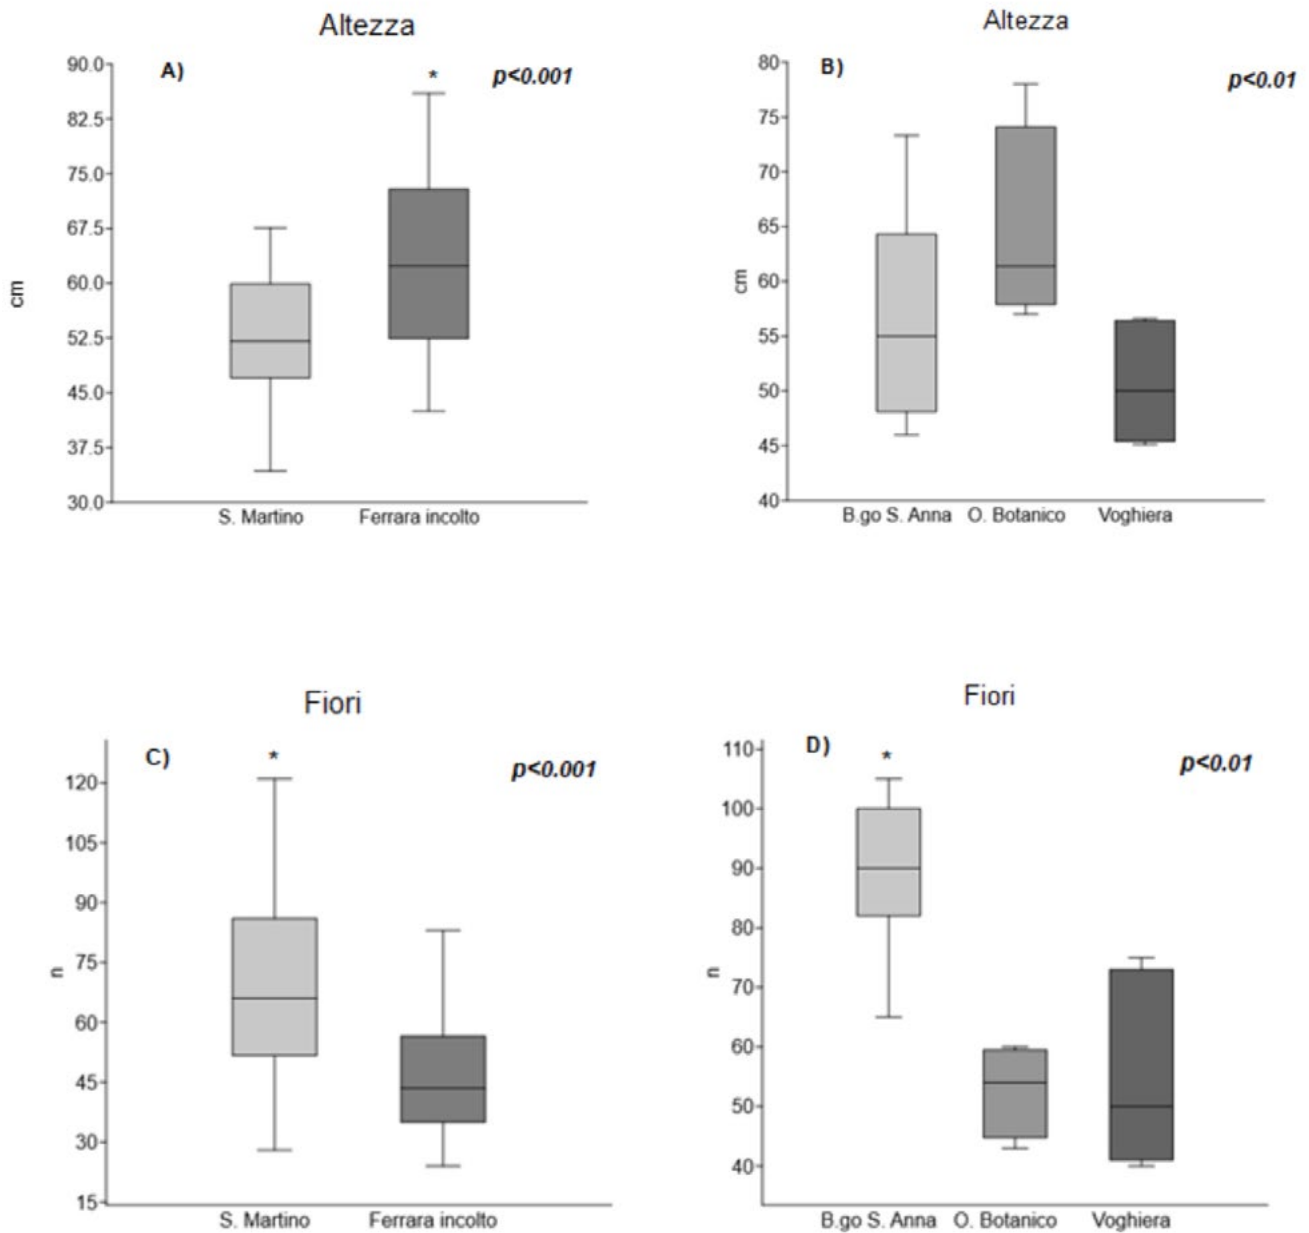 Altezza
A)
*
p<0.001
90.0
82.5
75.0
67.5
60.0
52.5
45.0
37.5
30.0
cm
S. Martino Ferrara incolto
Altezza
B)
p<0.01
80
75
70
65
60
55
50
45
40
cm
B.go S. Anna O. Botanico Voghiera
Fiori
C)
*
p<0.001
120
105
90
75
60
45
30
15
n
S. Martino Ferrara incolto
Fiori
D)
*
p<0.01
110
100
90
80
70
60
50
40
n
B.go S. Anna O. Botanico Voghiera